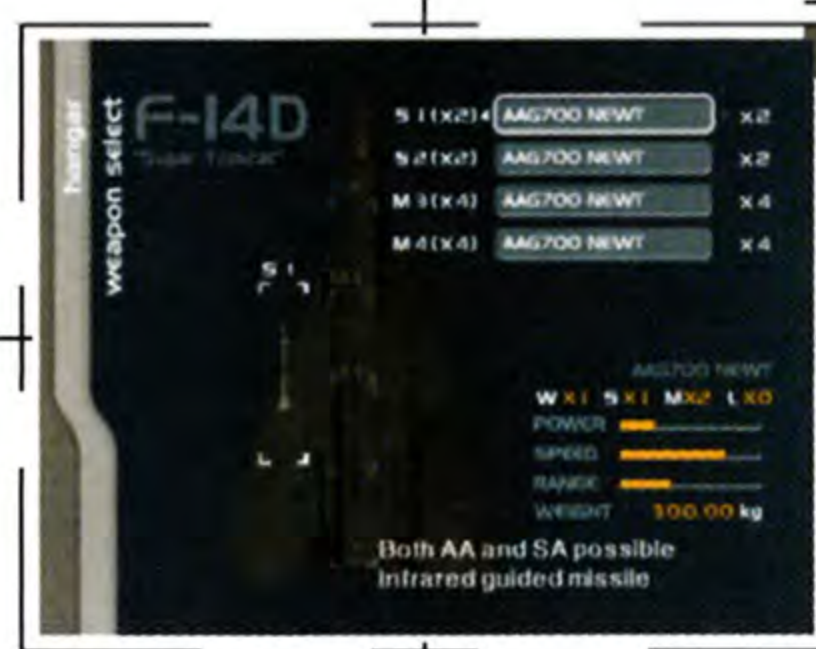 hangar
weapon select
F-14D
"Super Tomcat"
S 1 (x2) AAG700 NEWT x2
S 2 (x2) AAG700 NEWT x2
M 3 (x4) AAG700 NEWT x4
M 4 (x4) AAG700 NEWT x4
S 1
AAG700 NEWT
W X1 S X1 M X2 L X0
POWER
SPEED
RANGE
WEIGHT 100.00 kg
Both AA and SA possible
Infrared guided missile